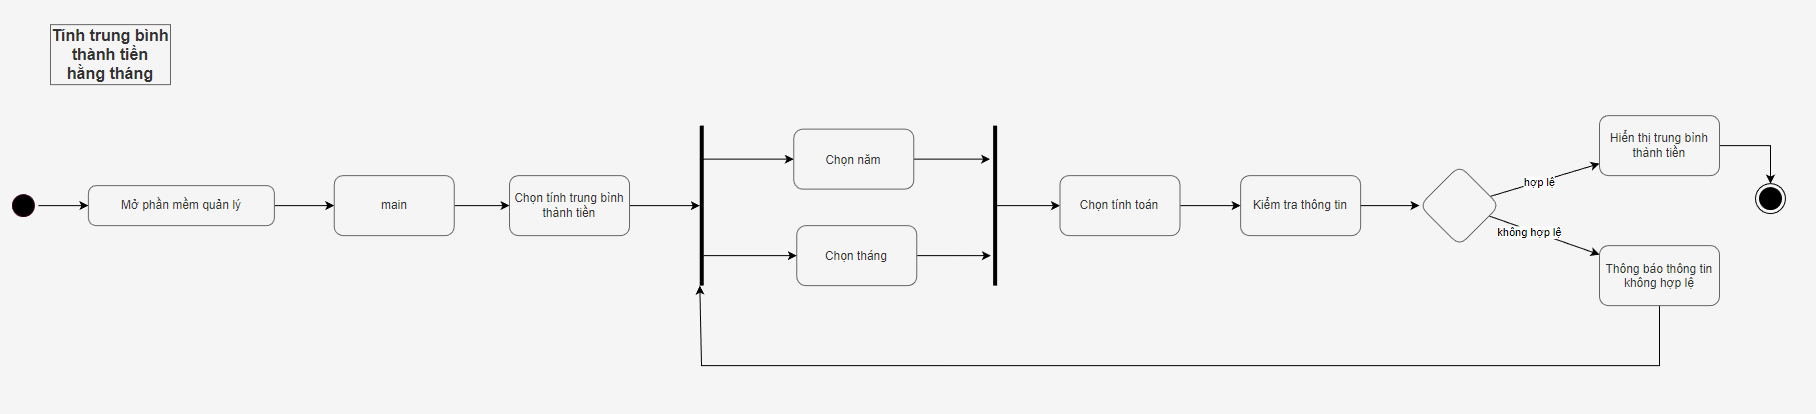 Tính trung bình
thành tiền
hằng tháng
Mở phần mềm quản lý
main
Chọn tính trung bình
thành tiền
Chọn năm
Chọn tháng
Chọn tính toán
Kiểm tra thông tin
hợp lệ
không hợp lệ
Hiển thị trung bình
thành tiền
Thông báo thông tin
không hợp lệ